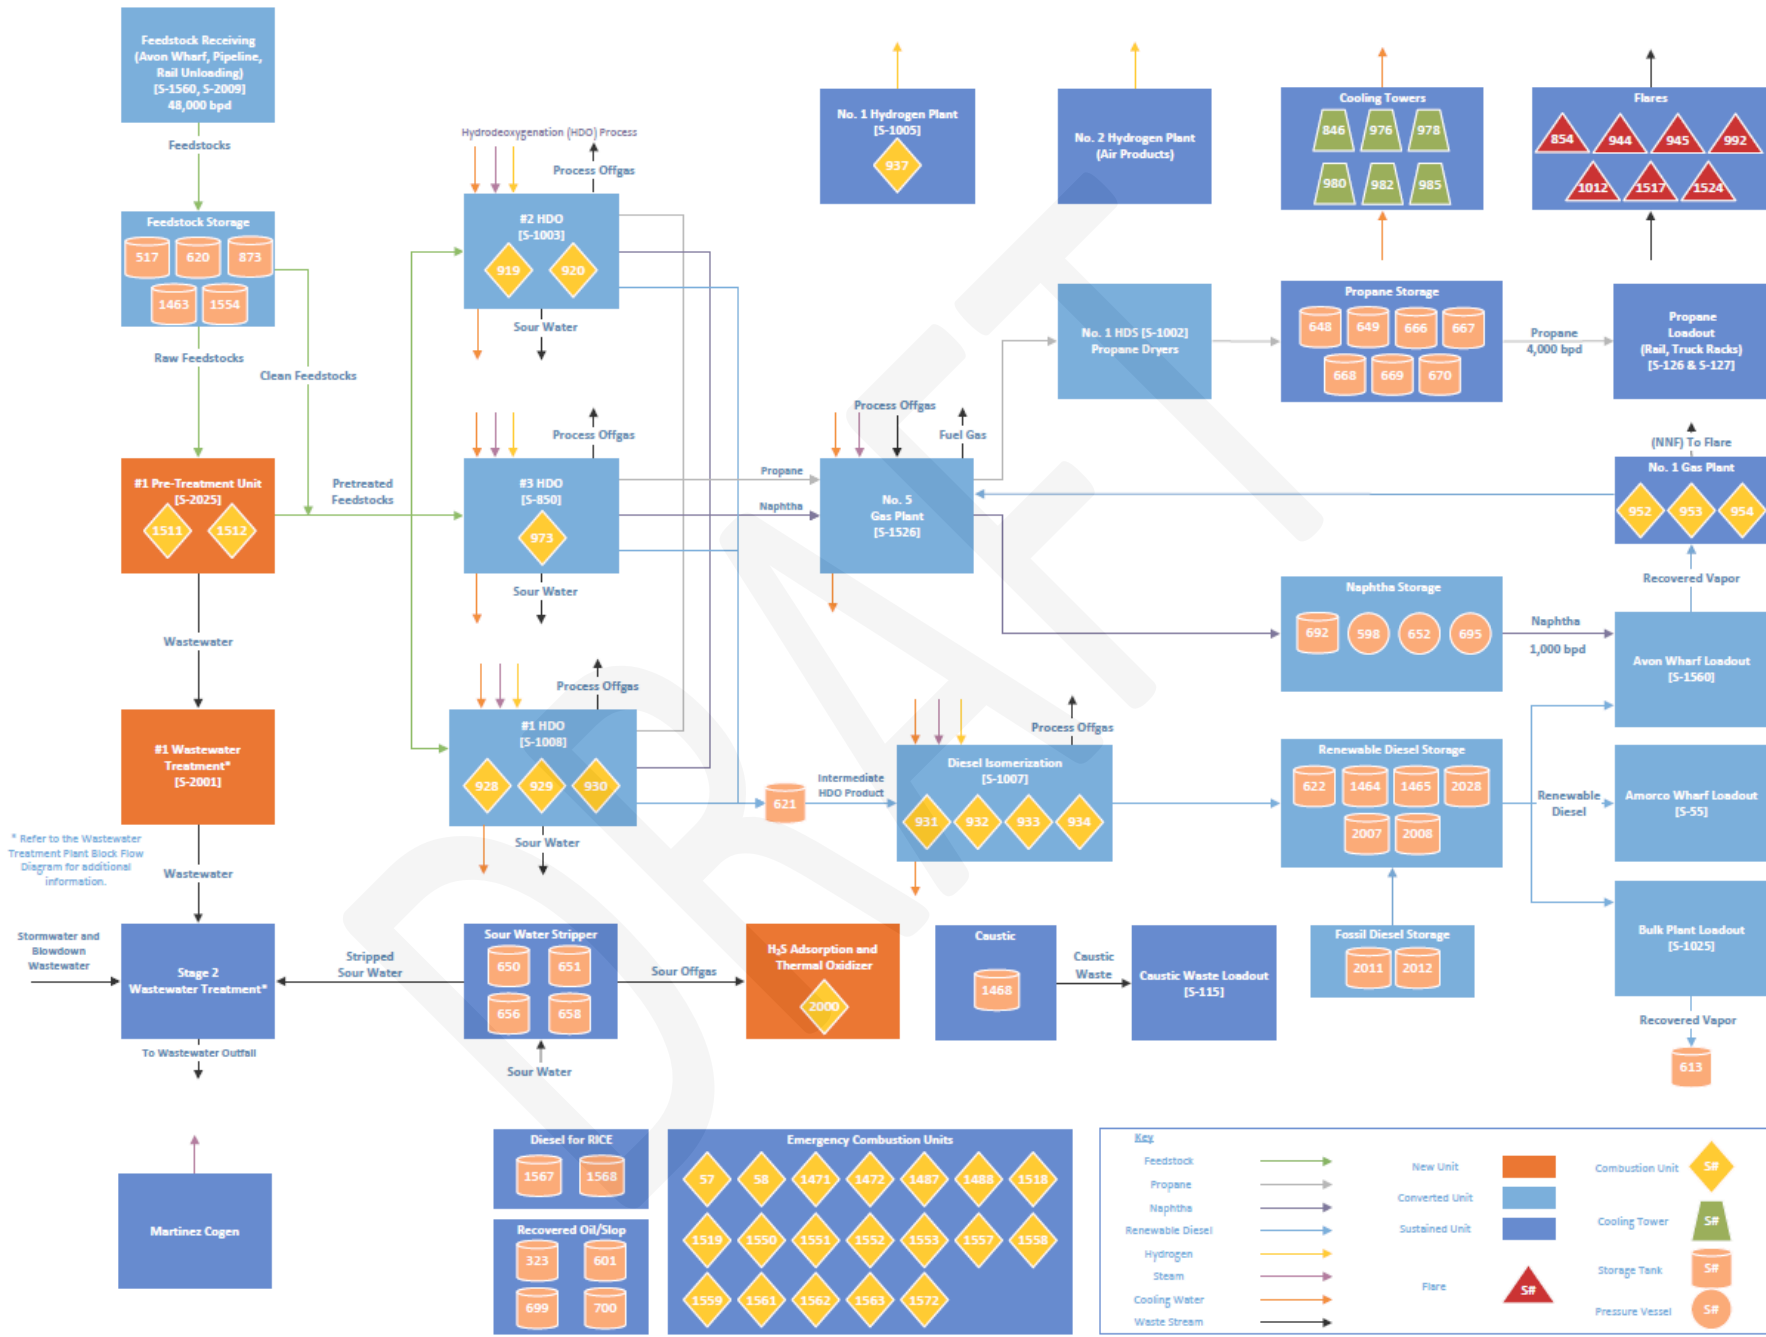 Feedstock Receiving
(Avon Wharf, Pipeline,
Rail Unloading)
[S-1560, S-2009]
48,000 bpd
Feedstocks
Feedstock Storage
517 620 873
1463 1554
Raw Feedstocks
Clean Feedstocks
#1 Pre-Treatment Unit
[S-2025]
1511 1512
Pretreated
Feedstocks
Wastewater
#1 Wastewater
Treatment*
[S-2001]
* Refer to the Wastewater
Treatment Plant Block Flow
Diagram for additional
information.
Wastewater
Stormwater and
Blowdown
Wastewater
Stage 2
Wastewater Treatment*
To Wastewater Outfall
Martinez Cogen
Hydrodeoxygenation (HDO) Process
Process Offgas
#2 HDO
[S-1003]
919 920
Sour Water
Process Offgas
#3 HDO
[S-850]
973
Sour Water
Process Offgas
#1 HDO
[S-1008]
928 929 930
Sour Water
Stripped
Sour Water
Sour Water Stripper
650 651
656 658
Sour Water
Sour Offgas
H₂S Adsorption and
Thermal Oxidizer
2000
No. 1 Hydrogen Plant
[S-1005]
937
No. 2 Hydrogen Plant
(Air Products)
Cooling Towers
846 976 978
980 982 985
Flares
854 944 945 992
1012 1517 1524
Propane
Naphtha
Process Offgas
Fuel Gas
No. 5
Gas Plant
[S-1526]
No. 1 HDS [S-1002]
Propane Dryers
Propane Storage
648 649 666 667
668 669 670
Propane
4,000 bpd
Propane
Loadout
(Rail, Truck Racks)
[S-126 & S-127]
(NNF) To Flare
No. 1 Gas Plant
952 953 954
Recovered Vapor
Naphtha Storage
692 598 652 695
Naphtha
1,000 bpd
Avon Wharf Loadout
[S-1560]
621
Intermediate
HDO Product
Process Offgas
Diesel Isomerization
[S-1007]
931 932 933 934
Renewable Diesel Storage
622 1464 1465 2028
2007 2008
Renewable
Diesel
Amorco Wharf Loadout
[S-55]
Bulk Plant Loadout
[S-1025]
Recovered Vapor
613
Fossil Diesel Storage
2011 2012
Caustic
1468
Caustic
Waste
Caustic Waste Loadout
[S-115]
Diesel for RICE
1567 1568
Recovered Oil/Slop
323 601
699 700
Emergency Combustion Units
57 58 1471 1472 1487 1488 1518
1519 1550 1551 1552 1553 1557 1558
1559 1561 1562 1563 1572
Key
Feedstock
Propane
Naphtha
Renewable Diesel
Hydrogen
Steam
Cooling Water
Waste Stream
New Unit
Converted Unit
Sustained Unit
Flare S#
Combustion Unit S#
Cooling Tower S#
Storage Tank S#
Pressure Vessel S#
DRAFT